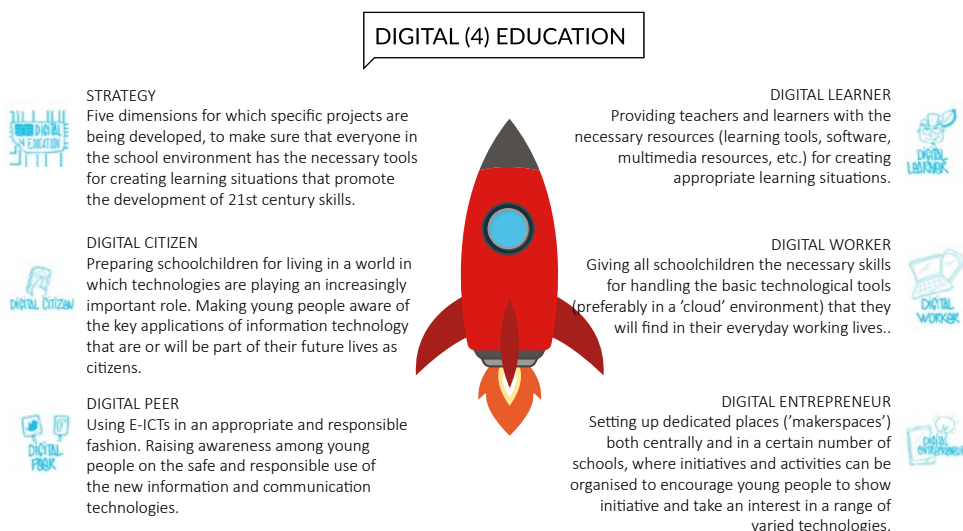 DIGITAL (4) EDUCATION
STRATEGY
Five dimensions for which specific projects are
being developed, to make sure that everyone in
the school environment has the necessary tools
for creating learning situations that promote
the development of 21st century skills.
DIGITAL
(4) EDUCATION
DIGITAL CITIZEN
Preparing schoolchildren for living in a world in
which technologies are playing an increasingly
important role. Making young people aware of
the key applications of information technology
that are or will be part of their future lives as
citizens.
DIGITAL CITIZEN
DIGITAL PEER
Using E-ICTs in an appropriate and responsible
fashion. Raising awareness among young
people on the safe and responsible use of
the new information and communication
technologies.
DIGITAL
PEER
DIGITAL LEARNER
Providing teachers and learners with the
necessary resources (learning tools, software,
multimedia resources, etc.) for creating
appropriate learning situations.
DIGITAL
LEARNER
DIGITAL WORKER
Giving all schoolchildren the necessary skills
for handling the basic technological tools
(preferably in a ’cloud’ environment) that they
will find in their everyday working lives..
DIGITAL
WORKER
DIGITAL ENTREPRENEUR
Setting up dedicated places (’makerspaces’)
both centrally and in a certain number of
schools, where initiatives and activities can be
organised to encourage young people to show
initiative and take an interest in a range of
varied technologies.
DIGITAL
ENTREPRENEUR